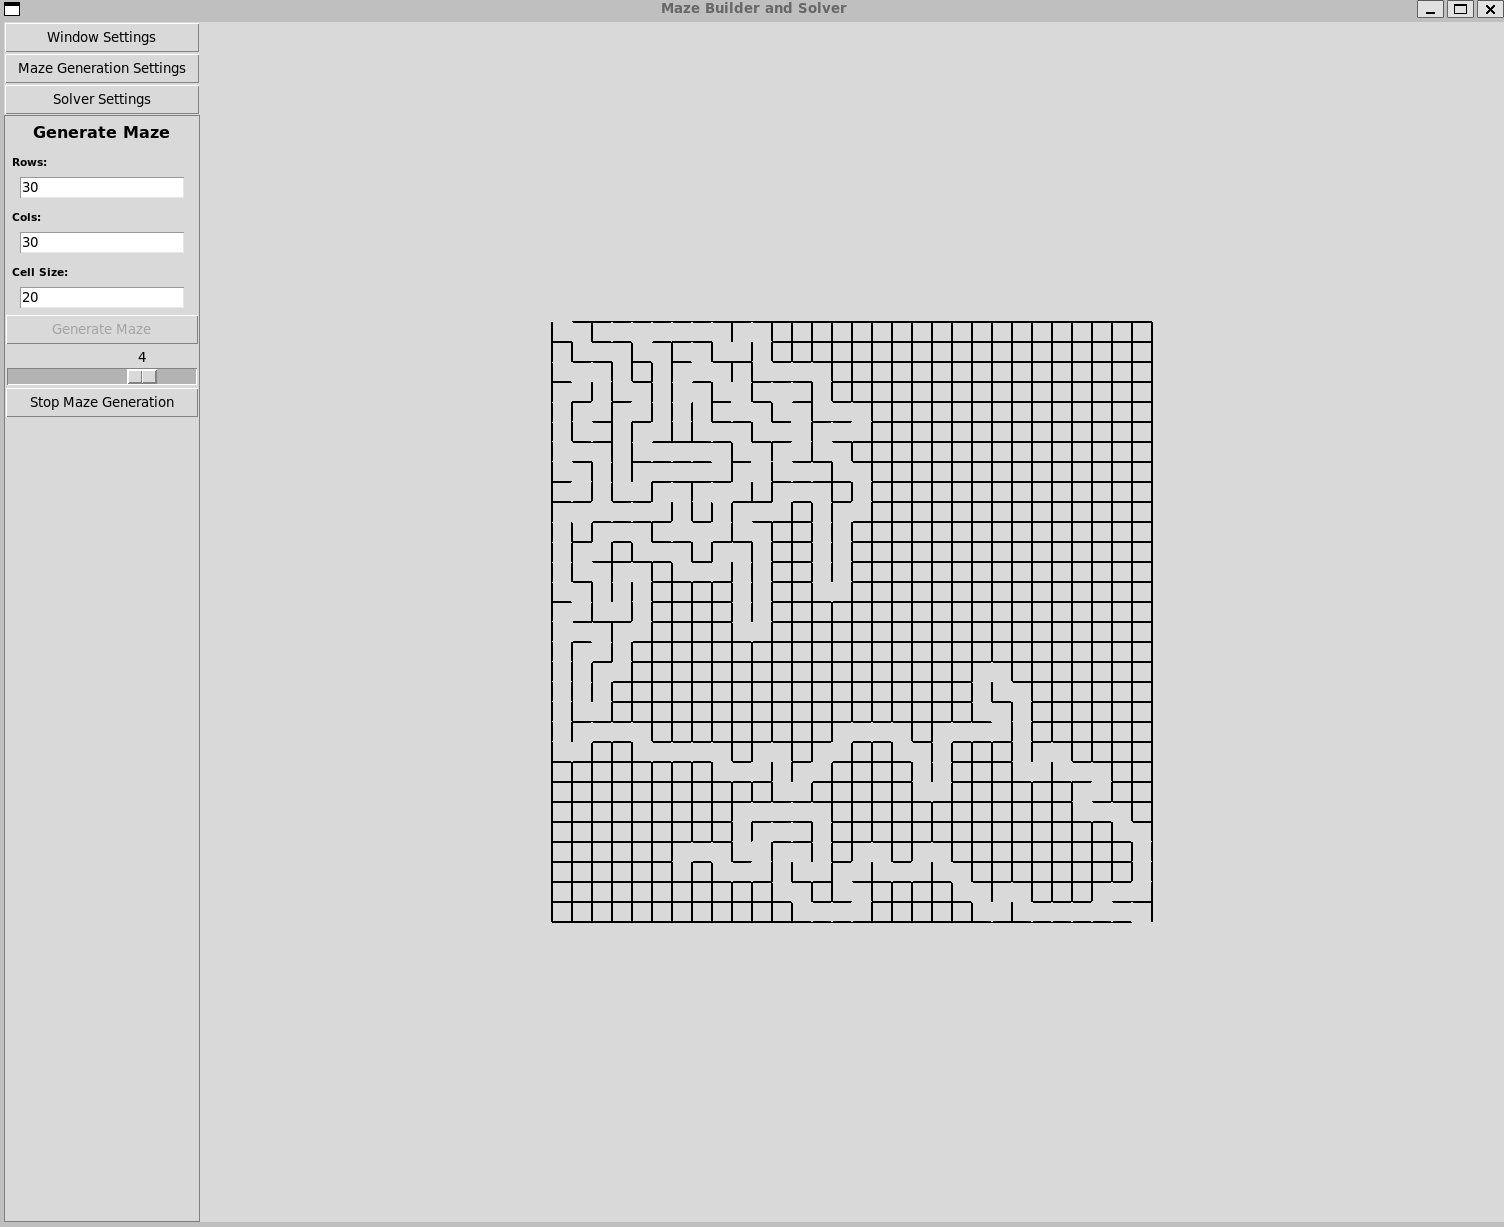 Maze Builder and Solver
Window Settings
Maze Generation Settings
Solver Settings
Generate Maze
Rows:
30
Cols:
30
Cell Size:
20
Generate Maze
4
Stop Maze Generation